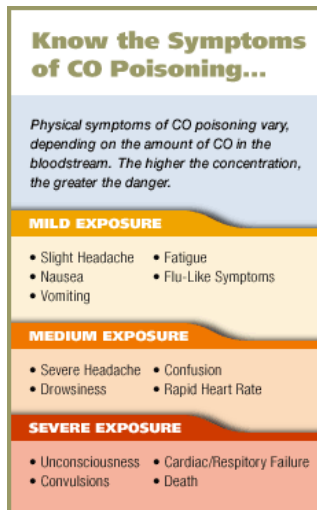 Know the Symptoms
of CO Poisoning...
Physical symptoms of CO poisoning vary,
depending on the amount of CO in the
bloodstream. The higher the concentration,
the greater the danger.
MILD EXPOSURE
• Slight Headache
• Nausea
• Vomiting
• Fatigue
• Flu-Like Symptoms
MEDIUM EXPOSURE
• Severe Headache
• Drowsiness
• Confusion
• Rapid Heart Rate
SEVERE EXPOSURE
• Unconsciousness
• Convulsions
• Cardiac/Respitory Failure
• Death